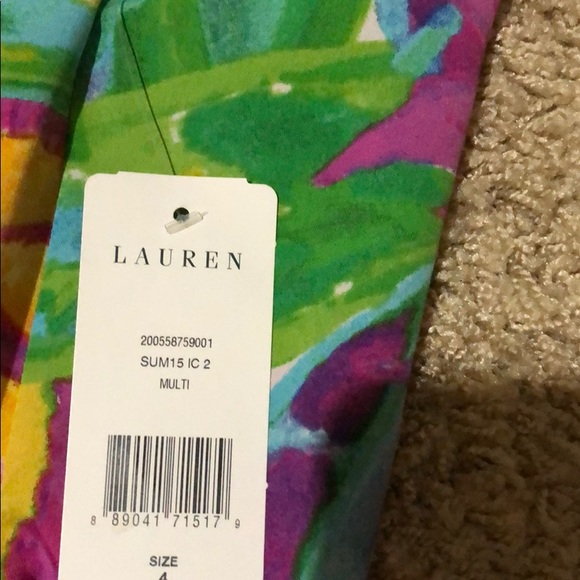 LAUREN
200558759001
SUM15 IC 2
MULTI
8 89041 71517 9
SIZE
4